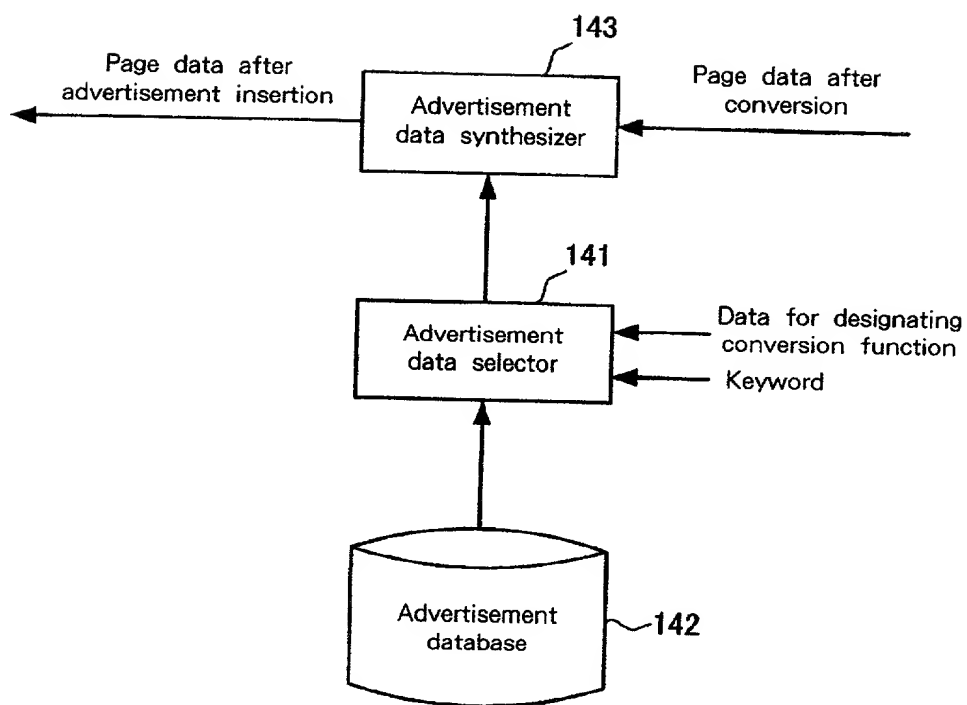 143
Page data after
advertisement insertion
Advertisement
data synthesizer
Page data after
conversion
141
Advertisement
data selector
Data for designating
conversion function
Keyword
Advertisement
database
142